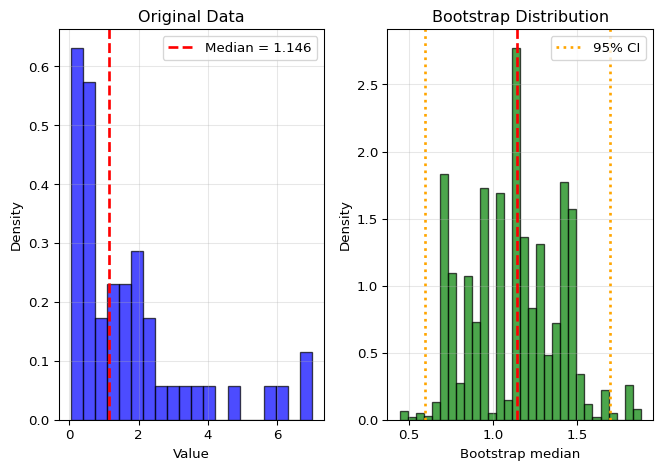 Original Data
Median = 1.146
0.6
0.5
0.4
0.3
0.2
0.1
0.0
Density
0
2
4
6
Value
Bootstrap Distribution
95% CI
2.5
2.0
1.5
1.0
0.5
0.0
Density
0.5
1.0
1.5
Bootstrap median